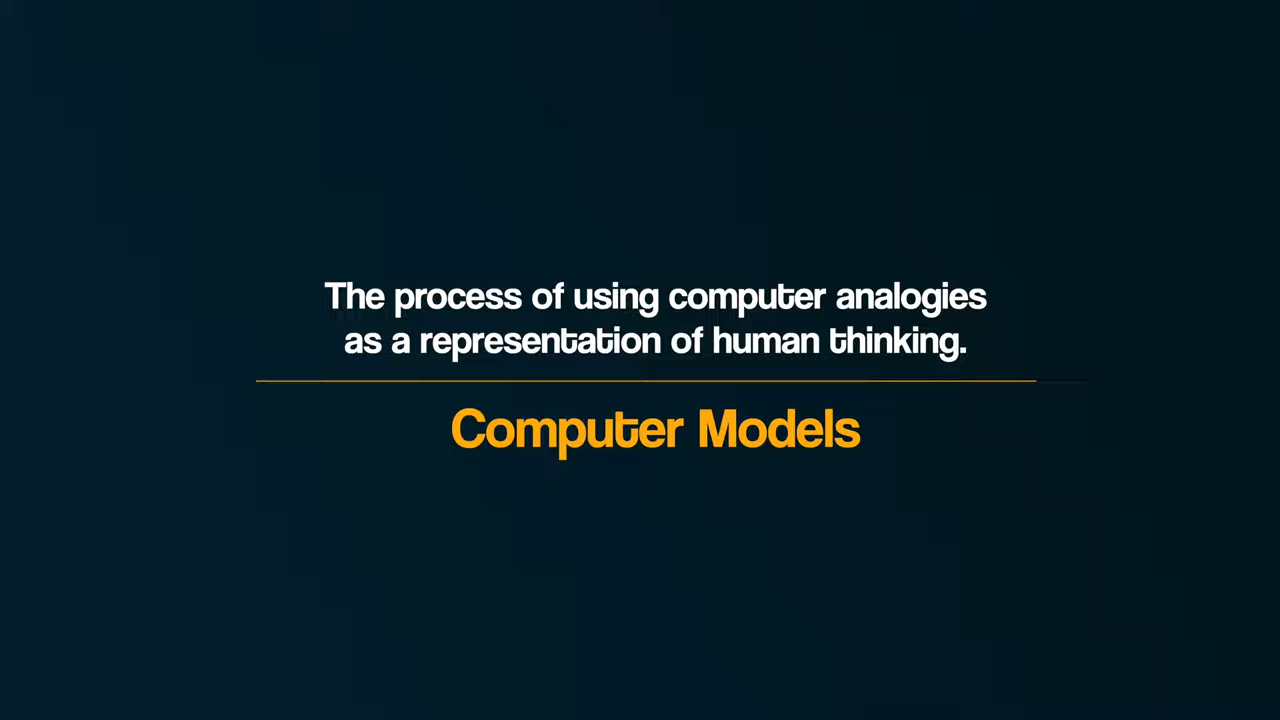 The process of using computer analogies
as a representation of human thinking.
Computer Models